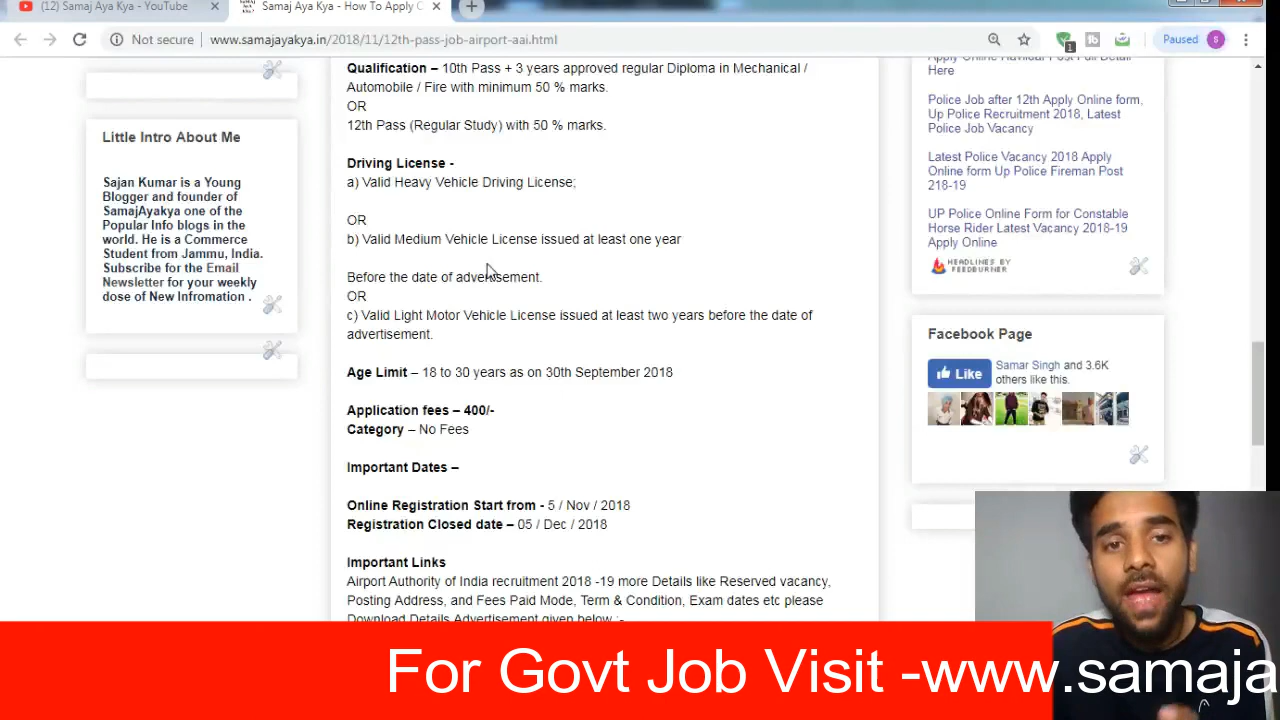 (12) Samaj Aya Kya - YouTube
Samaj Aya Kya - How To Apply C
Not secure
www.samajayakya.in/2018/11/12th-pass-job-airport-aai.html
1
Paused
S
Little Intro About Me
Sajan Kumar is a Young
Blogger and founder of
SamajAyakya one of the
Popular Info blogs in the
world. He is a Commerce
Student from Jammu, India.
Subscribe for the Email
Newsletter for your weekly
dose of New Infromation .
Qualification – 10th Pass + 3 years approved regular Diploma in Mechanical /
Automobile / Fire with minimum 50 % marks.
OR
12th Pass (Regular Study) with 50 % marks.
Driving License -
a) Valid Heavy Vehicle Driving License;
OR
b) Valid Medium Vehicle License issued at least one year
Before the date of advertisement.
OR
c) Valid Light Motor Vehicle License issued at least two years before the date of
advertisement.
Age Limit – 18 to 30 years as on 30th September 2018
Application fees – 400/-
Category – No Fees
Important Dates –
Online Registration Start from - 5 / Nov / 2018
Registration Closed date – 05 / Dec / 2018
Important Links
Airport Authority of India recruitment 2018 -19 more Details like Reserved vacancy,
Posting Address, and Fees Paid Mode, Term & Condition, Exam dates etc please
Download Details Advertisement given below :-
Apply Online Havildar Post Full Detail
Here
Police Job after 12th Apply Online form,
Up Police Recruitment 2018, Latest
Police Job Vacancy
Latest Police Vacancy 2018 Apply
Online form Up Police Fireman Post
218-19
UP Police Online Form for Constable
Horse Rider Latest Vacancy 2018-19
Apply Online
HEADLINES BY
FEEDBURNER
Facebook Page
Like
Samar Singh and 3.6K
others like this.
For Govt Job Visit -www.samaja